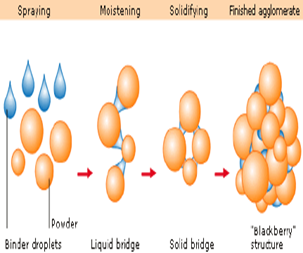 Spraying Moistening Solidifying Finished agglomerate
Powder
Binder droplets Liquid bridge Solid bridge "Blackberry"
structure